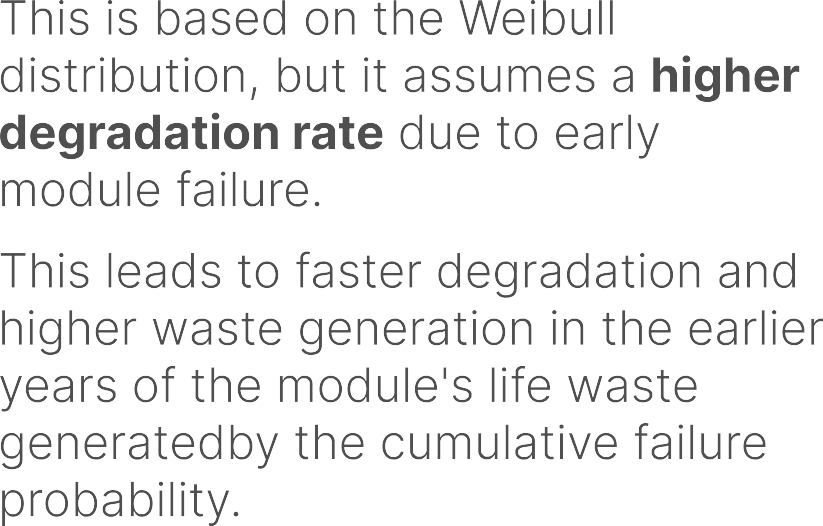 This is based on the Weibull
distribution, but it assumes a higher
degradation rate due to early
module failure.
This leads to faster degradation and
higher waste generation in the earlier
years of the module's life waste
generatedby the cumulative failure
probability.